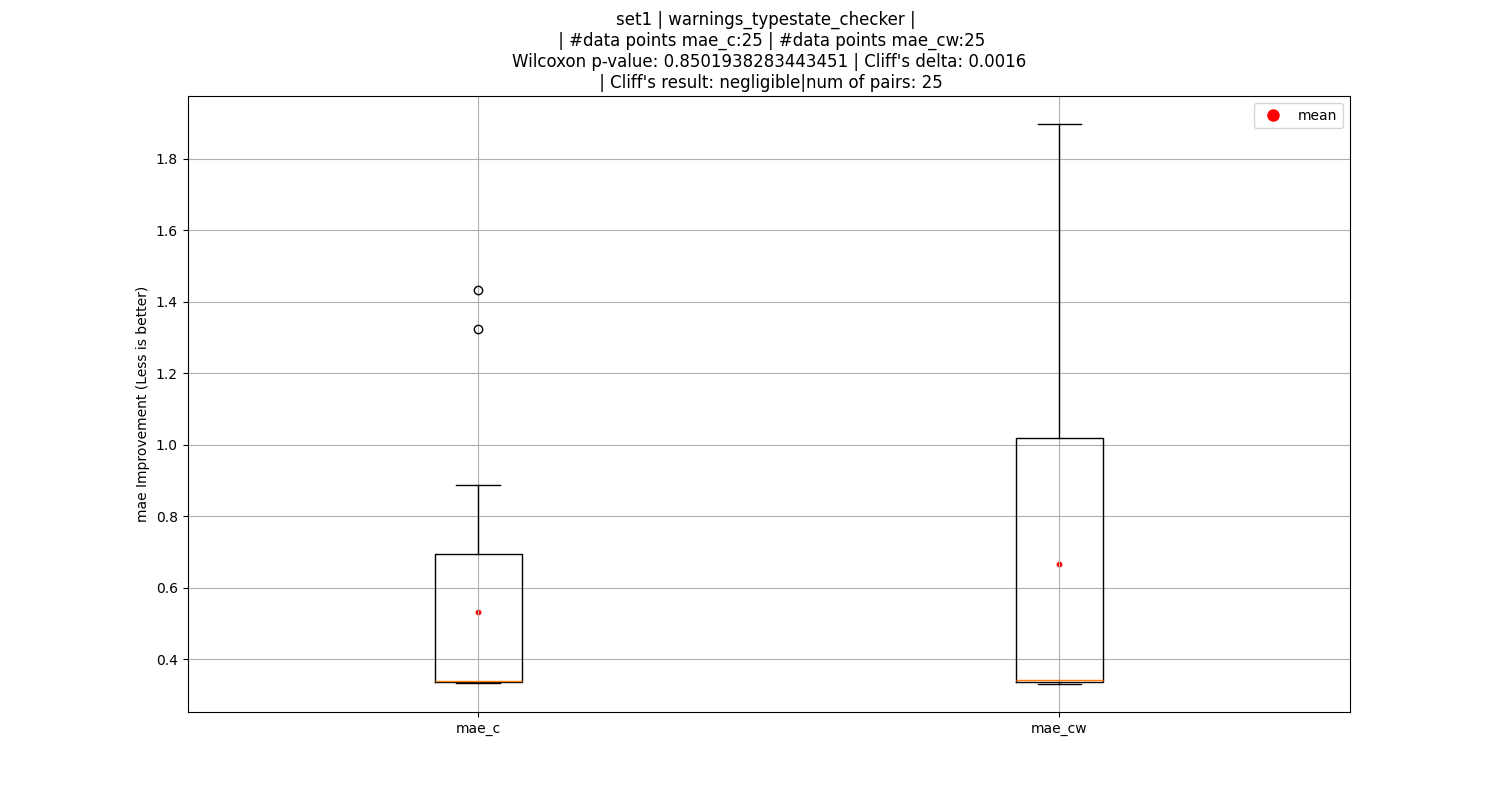 set1 | warnings_typestate_checker |
| #data points mae_c:25 | #data points mae_cw:25
Wilcoxon p-value: 0.8501938283443451 | Cliff's delta: 0.0016
| Cliff's result: negligible|num of pairs: 25
mean
mae Improvement (Less is better)
1.8
1.6
1.4
1.2
1.0
0.8
0.6
0.4
mae_c
mae_cw